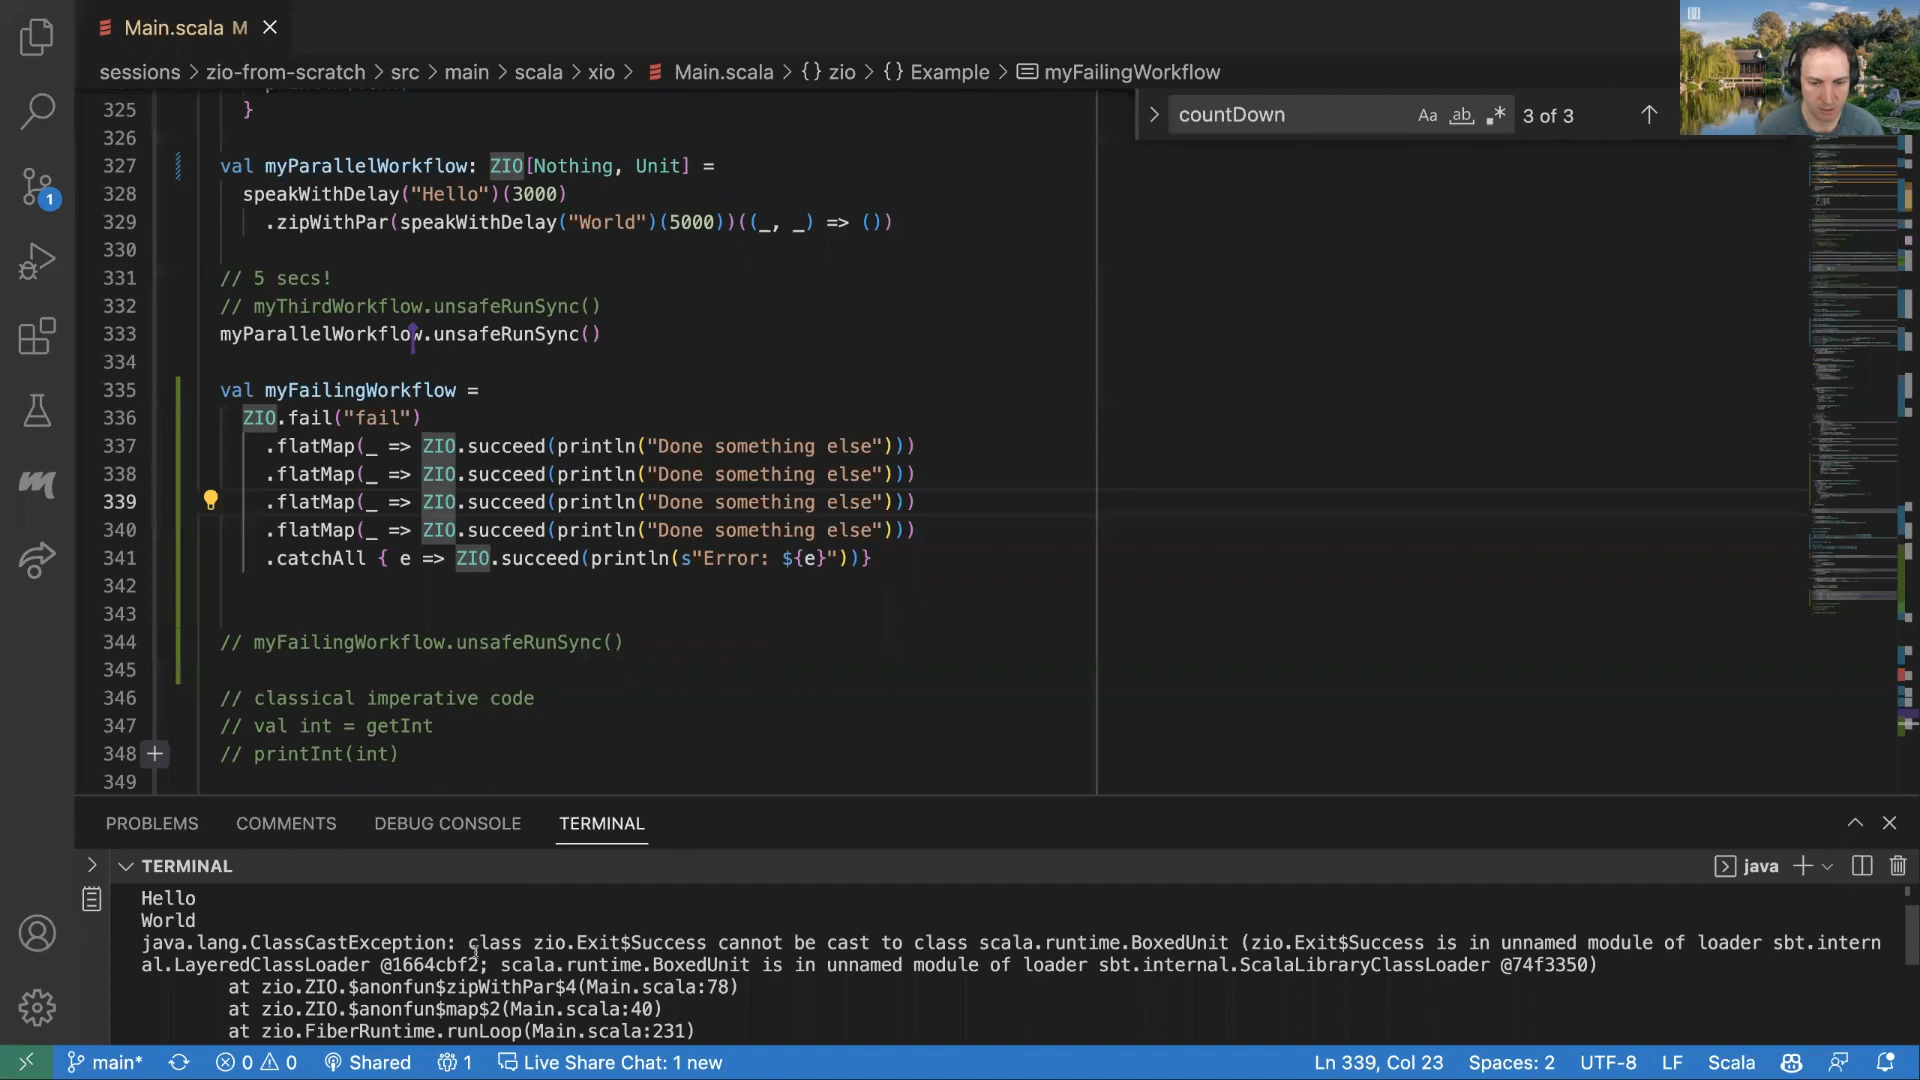 Main.scala M
sessions > zio-from-scratch > src > main > scala > xio > Main.scala > {} zio > {} Example > myFailingWorkflow
countDown
Aa ab .* 3 of 3
325 }
326
327 val myParallelWorkflow: ZIO[Nothing, Unit] =
328 speakWithDelay("Hello")(3000)
329 .zipWithPar(speakWithDelay("World")(5000))((_, _) => ())
330
331 // 5 secs!
332 // myThirdWorkflow.unsafeRunSync()
333 myParallelWorkflow.unsafeRunSync()
334
335 val myFailingWorkflow =
336 ZIO.fail("fail")
337 .flatMap(_ => ZIO.succeed(println("Done something else")))
338 .flatMap(_ => ZIO.succeed(println("Done something else")))
339 .flatMap(_ => ZIO.succeed(println("Done something else")))
340 .flatMap(_ => ZIO.succeed(println("Done something else")))
341 .catchAll { e => ZIO.succeed(println(s"Error: ${e}"))}
342
343
344 // myFailingWorkflow.unsafeRunSync()
345
346 // classical imperative code
347 // val int = getInt
348 // printInt(int)
349
1
PROBLEMS COMMENTS DEBUG CONSOLE TERMINAL
TERMINAL java
Hello
World
java.lang.ClassCastException: class zio.Exit$Success cannot be cast to class scala.runtime.BoxedUnit (zio.Exit$Success is in unnamed module of loader sbt.intern
al.LayeredClassLoader @1664cbf2; scala.runtime.BoxedUnit is in unnamed module of loader sbt.internal.ScalaLibraryClassLoader @74f3350)
at zio.ZIO.$anonfun$zipWithPar$4(Main.scala:78)
at zio.ZIO.$anonfun$map$2(Main.scala:40)
at zio.FiberRuntime.runLoop(Main.scala:231)
main* 0 0 Shared 1 Live Share Chat: 1 new Ln 339, Col 23 Spaces: 2 UTF-8 LF Scala